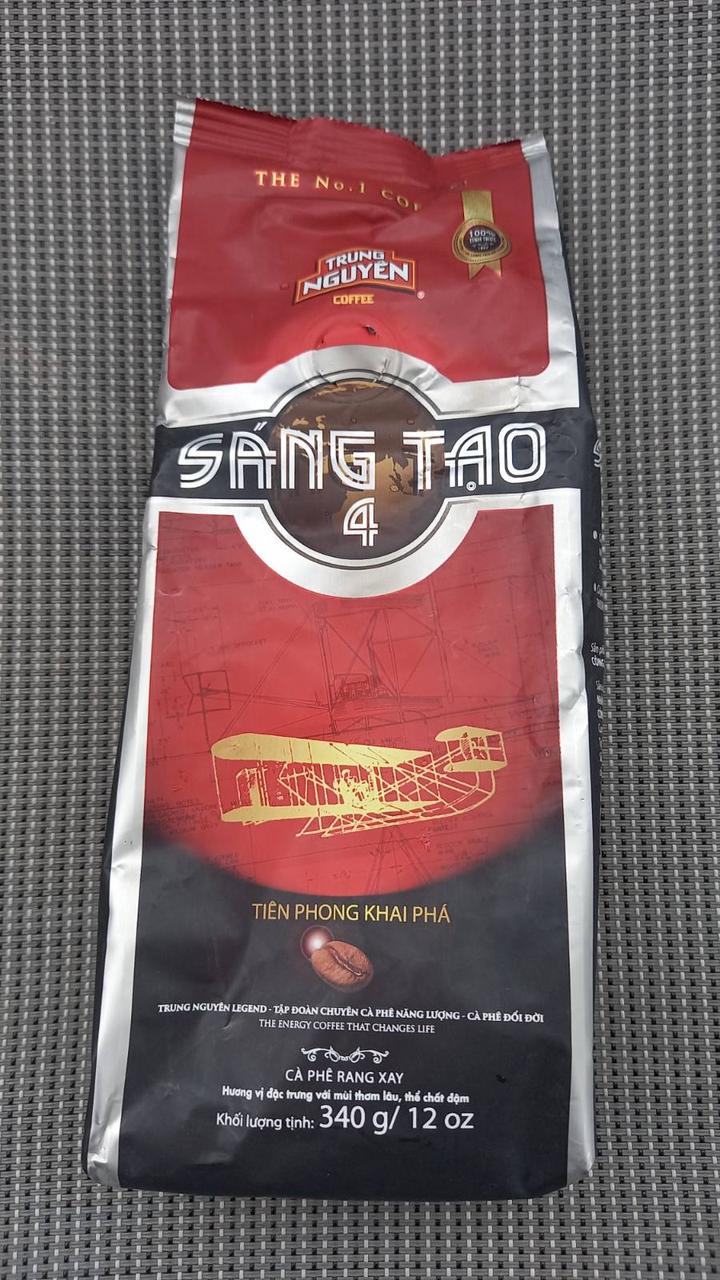 THE No.1 COF
100%
TRUNG
NGUYÊN
COFFEE
®
SÁNG TẠO
4
TIÊN PHONG KHAI PHÁ
TRUNG NGUYÊN LEGEND - TẬP ĐOÀN CHUYÊN CÀ PHÊ NĂNG LƯỢNG - CÀ PHÊ ĐỔI ĐỜI
THE ENERGY COFFEE THAT CHANGES LIFE
CÀ PHÊ RANG XAY
Hương vị đặc trưng với mùi thơm lâu, thể chất đậm
Khối lượng tịnh: 340 g/ 12 oz